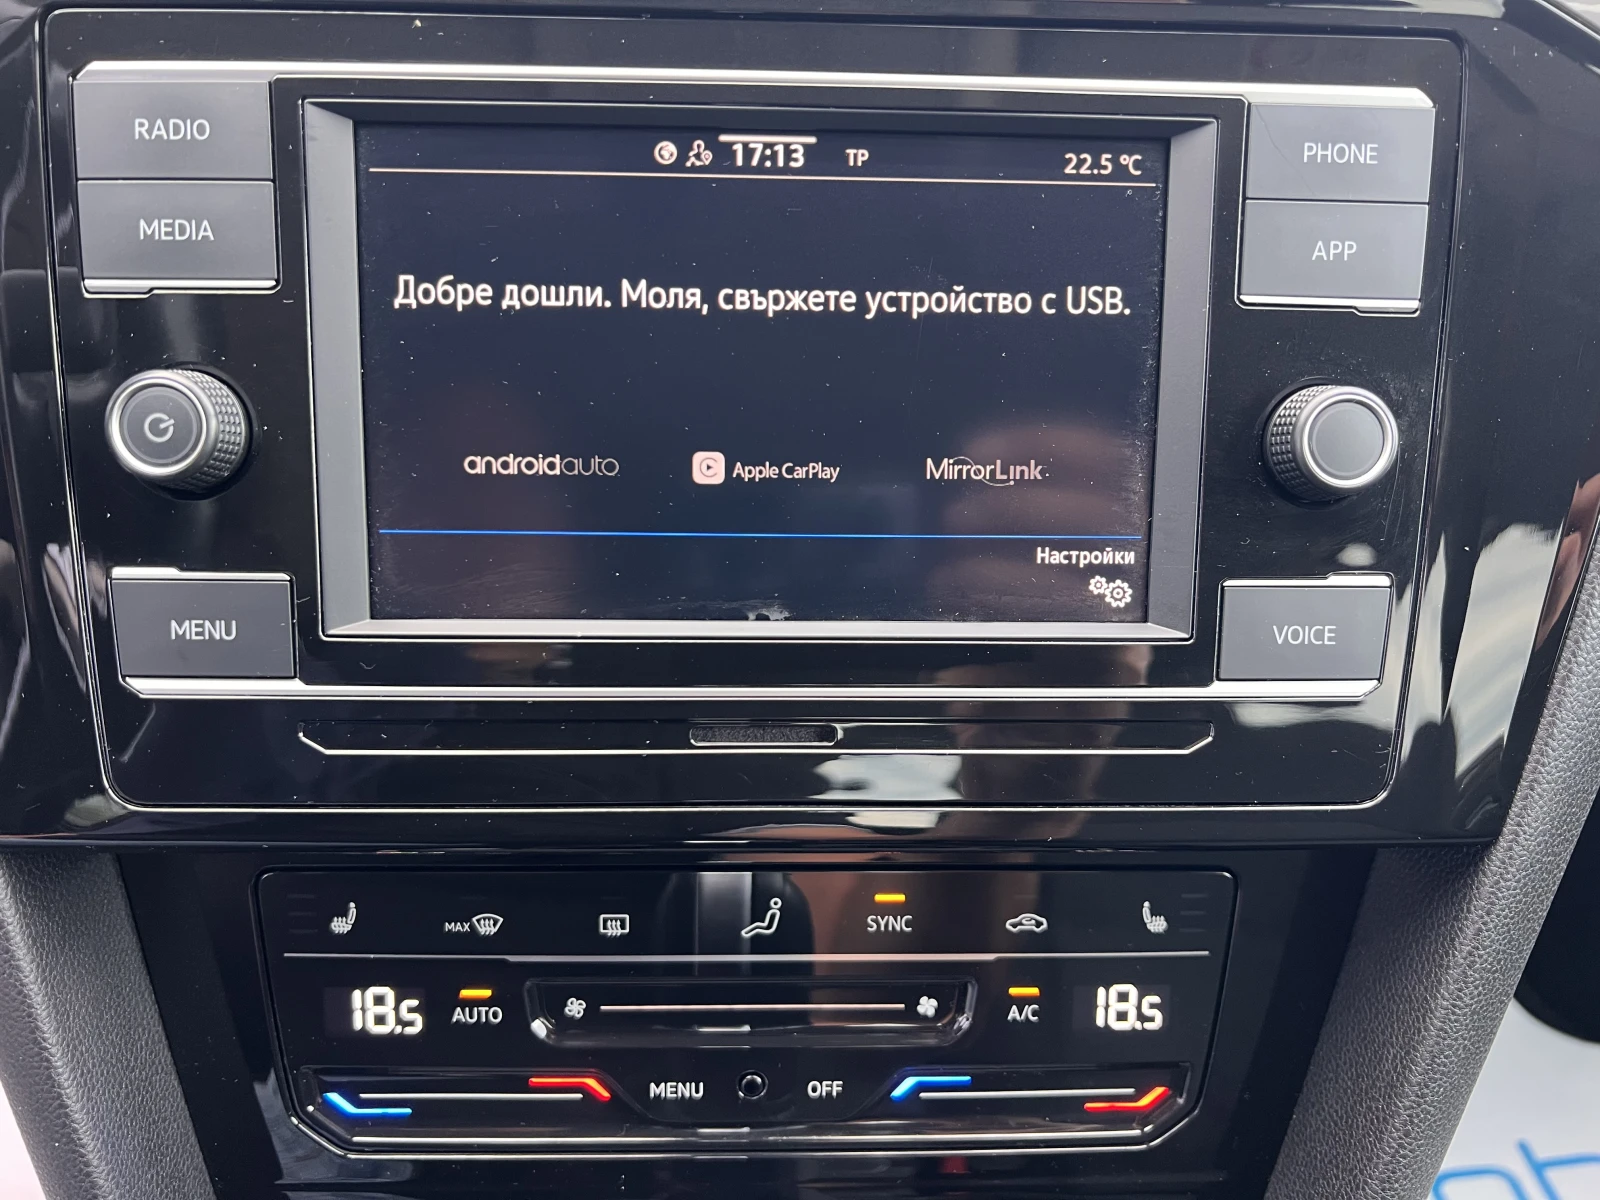 RADIO
MEDIA
17:13 TP
22.5 °C
PHONE
APP
Добре дошли. Моля, свържете устройство с USB.
androidauto
Apple CarPlay
MirrorLink
Настройки
MENU
VOICE
MAX
SYNC
18.5
AUTO
A/C
18.5
MENU
OFF